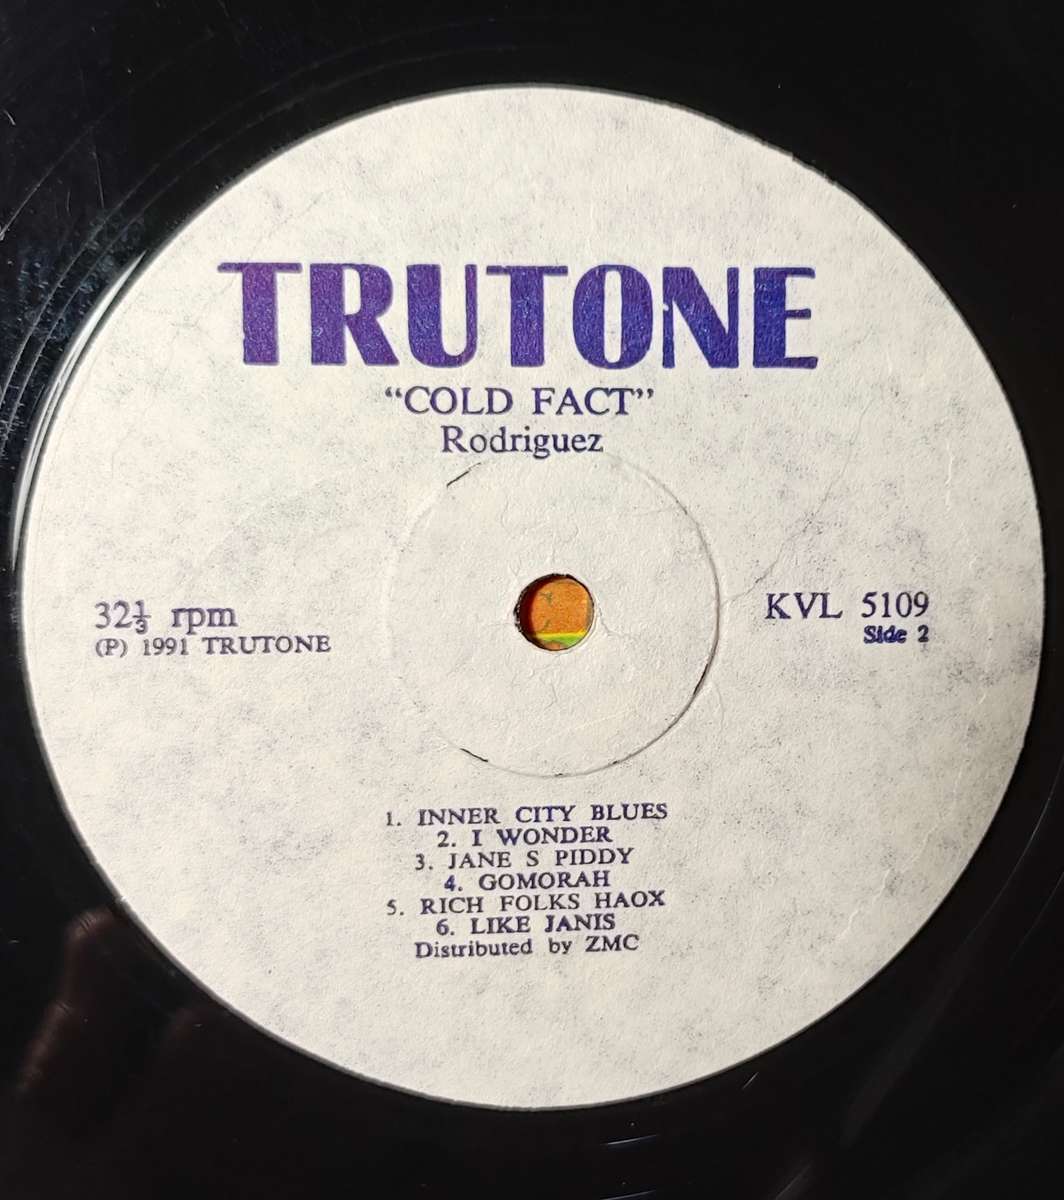 TRUTONE
"COLD FACT"
Rodriguez
32⅓ rpm
(P) 1991 TRUTONE
KVL 5109
Side 2
1. INNER CITY BLUES
2. I WONDER
3. JANE S PIDDY
4. GOMORAH
5. RICH FOLKS HAOX
6. LIKE JANIS
Distributed by ZMC